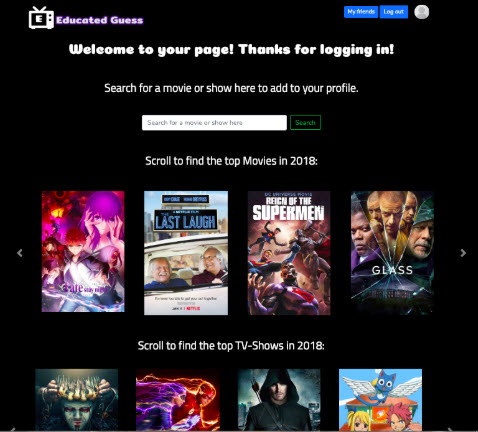 Educated Guess
My friends
Log out
Welcome to your page! Thanks for logging in!
Search for a movie or show here to add to your profile.
Search for a movie or show here
Search
Scroll to find the top Movies in 2018:
Fate/stay night
A NETFLIX FILM
THE LAST LAUGH
NETFLIX
DC UNIVERSE MOVIE
REIGN OF THE
SUPERMEN
GLASS
Scroll to find the top TV-Shows in 2018: